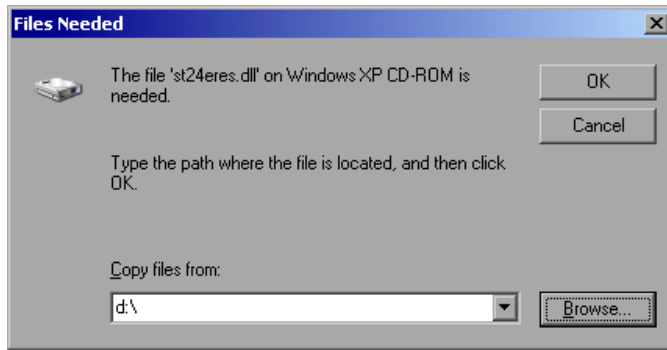 Files Needed
The file 'st24eres.dll' on Windows XP CD-ROM is
needed.
OK
Cancel
Type the path where the file is located, and then click
OK.
Copy files from:
d:\
Browse...